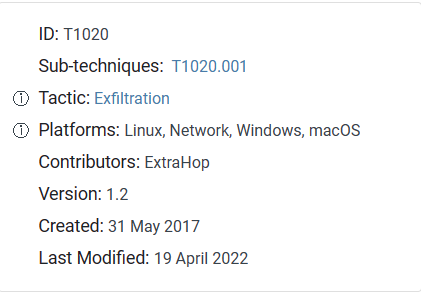 ID: T1020
Sub-techniques: T1020.001
Tactic: Exfiltration
Platforms: Linux, Network, Windows, macOS
Contributors: ExtraHop
Version: 1.2
Created: 31 May 2017
Last Modified: 19 April 2022